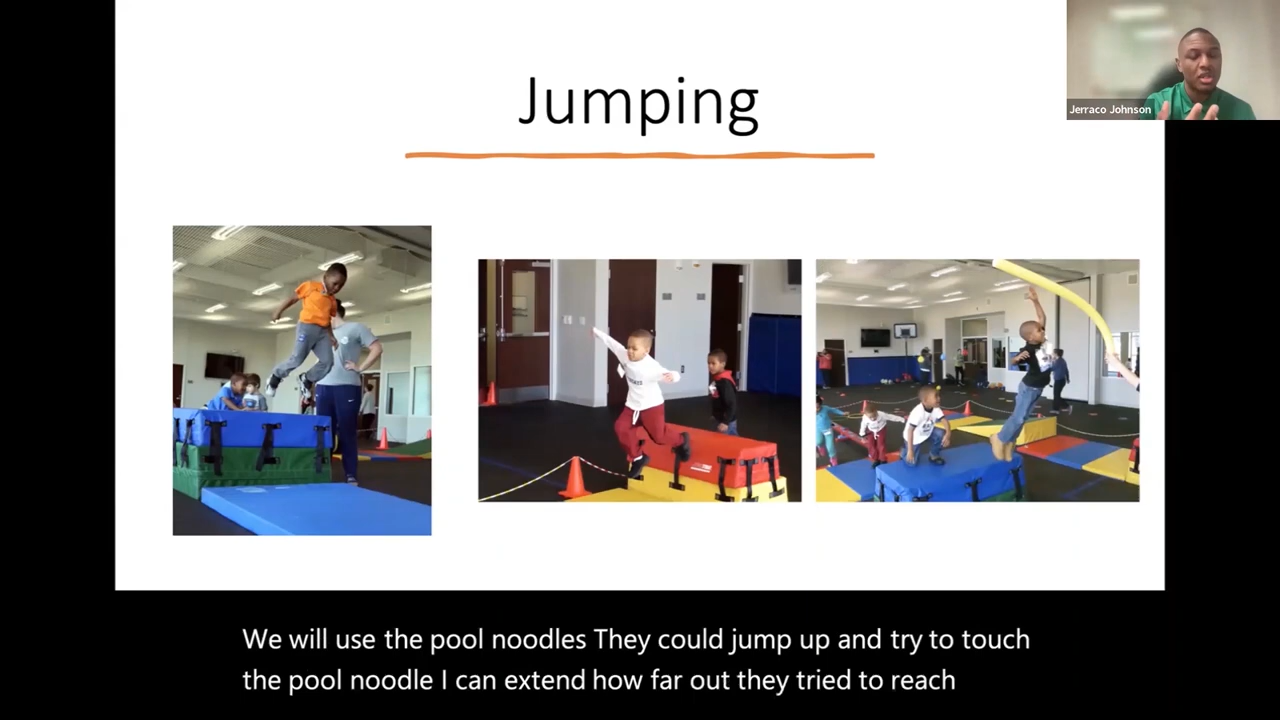 Jumping
Jerraco Johnson
We will use the pool noodles They could jump up and try to touch
the pool noodle I can extend how far out they tried to reach